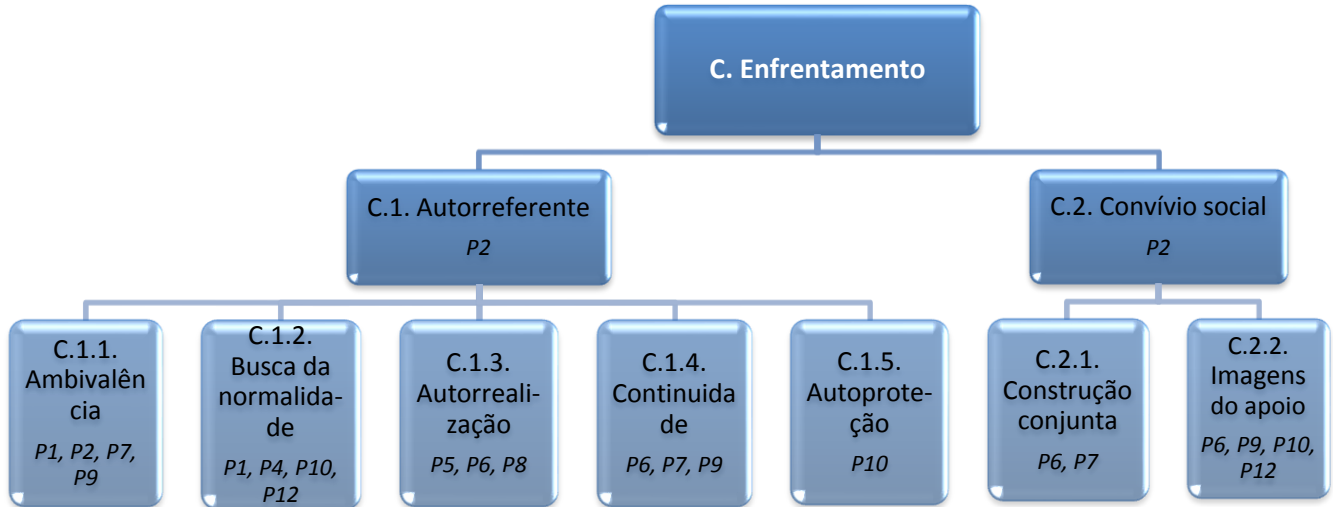 C. Enfrentamento
C.1. Autorreferente
P2
C.2. Convívio social
P2
C.1.1.
Ambivalên
cia
P1, P2, P7,
P9
C.1.2.
Busca da
normalida-
de
P1, P4, P10,
P12
C.1.3.
Autorreali-
zação
P5, P6, P8
C.1.4.
Continuida
de
P6, P7, P9
C.1.5.
Autoprote-
ção
P10
C.2.1.
Construção
conjunta
P6, P7
C.2.2.
Imagens
do apoio
P6, P9, P10,
P12